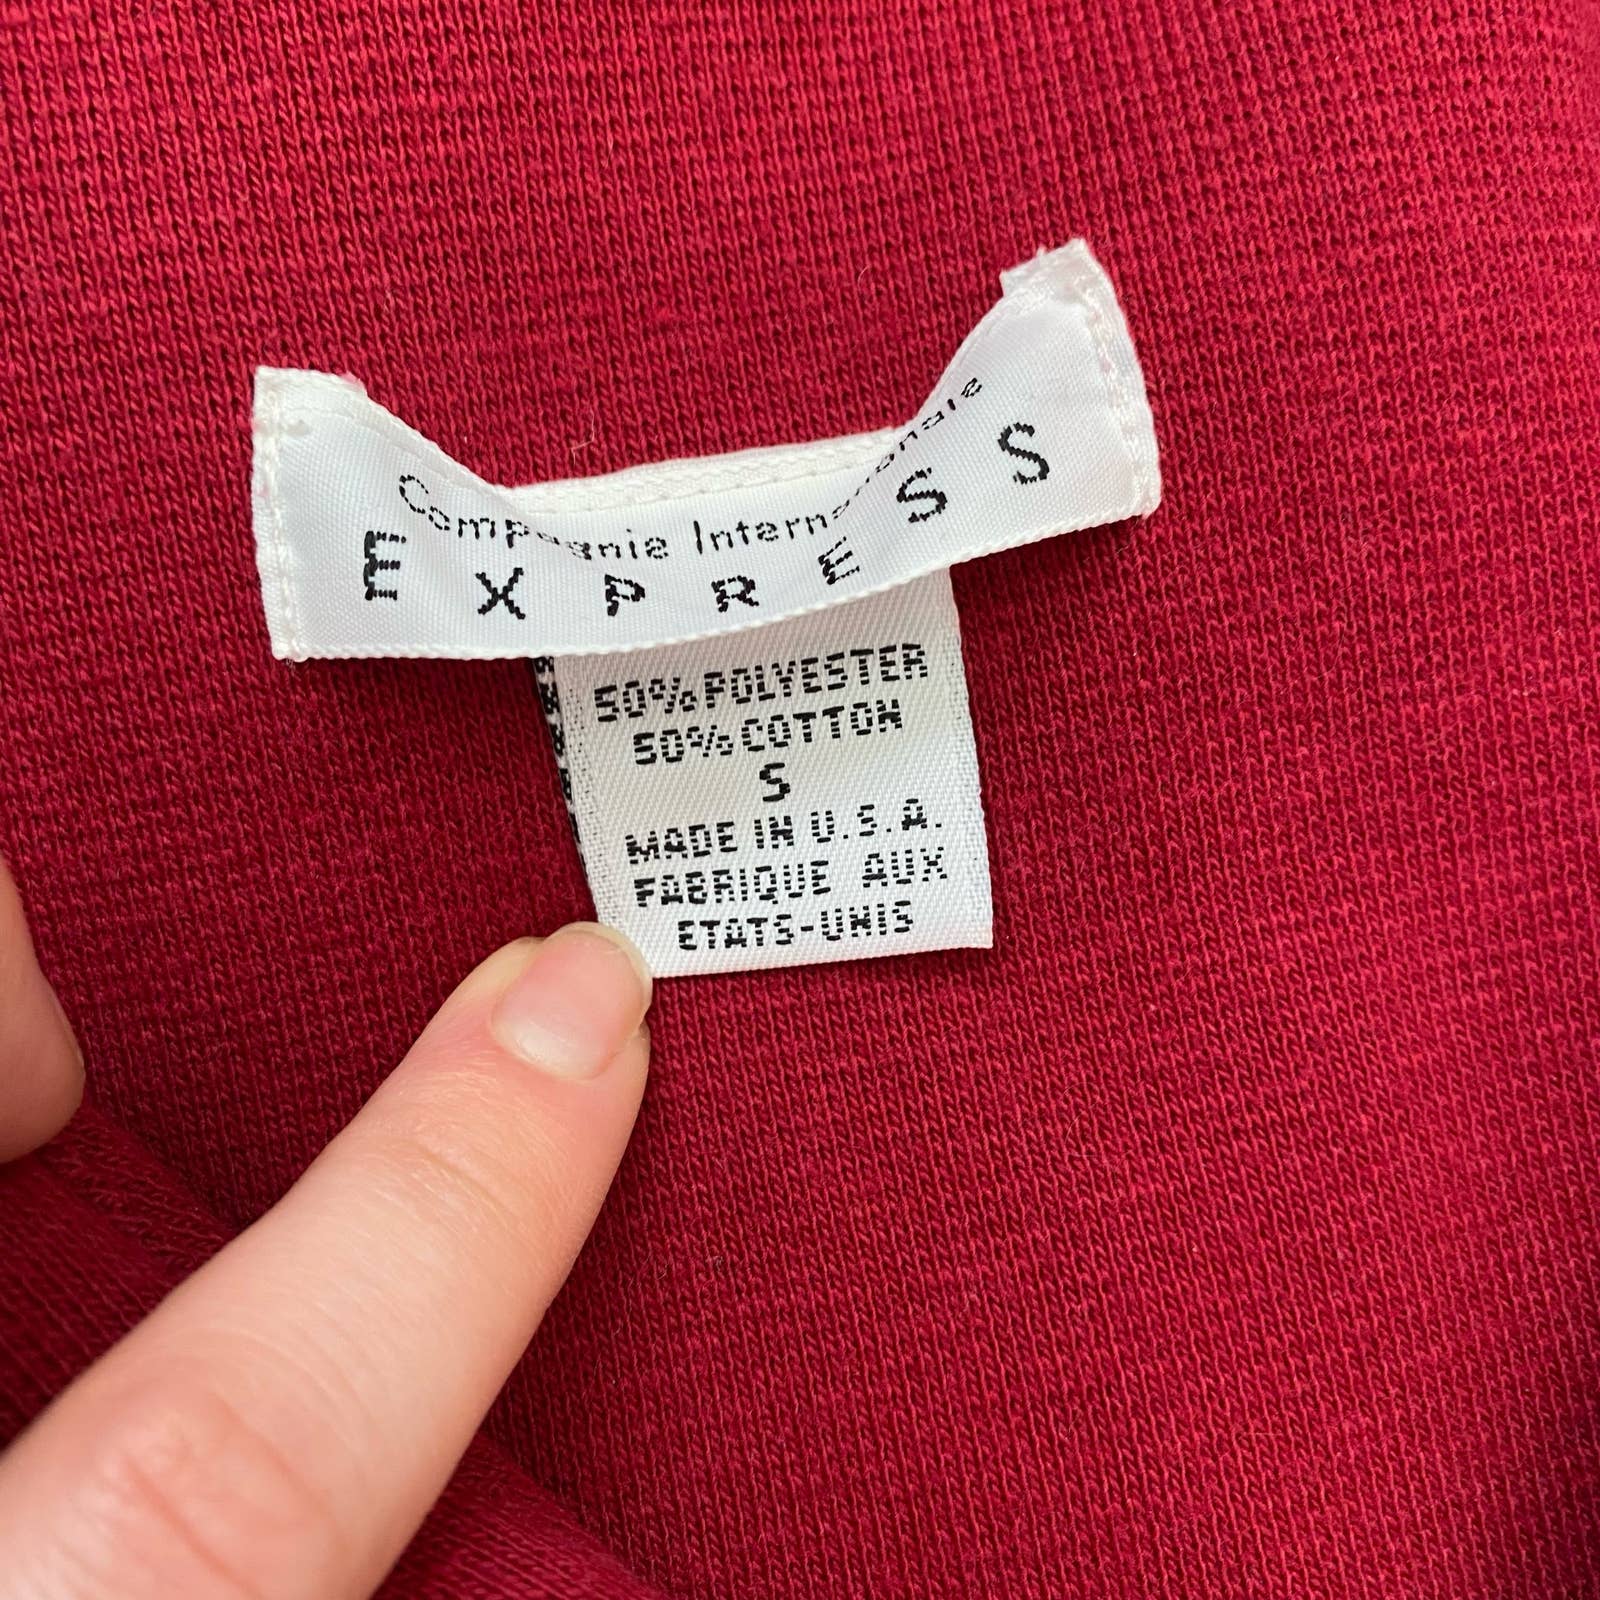 Compagnie Internationale
EXPRESS
50% POLYESTER
50% COTTON
S
MADE IN U.S.A.
FABRIQUE AUX
ETATS-UNIS